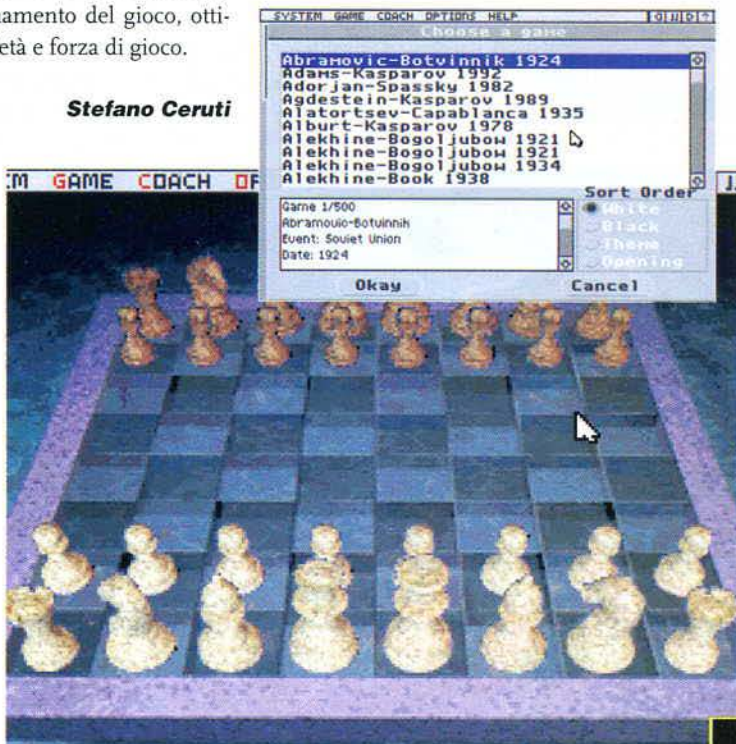 amento del gioco, otti-
età e forza di gioco.
Stefano Ceruti
SYSTEM GAME COACH OPTIONS HELP
Choose a game
Abramovic-Botvinnik 1924
Adams-Kasparov 1992
Adorjan-Spassky 1982
Agdestein-Kasparov 1989
Alatortsev-Capablanca 1935
Alburt-Kasparov 1978
Alekhine-Bogoljubow 1921
Alekhine-Bogoljubow 1921
Alekhine-Bogoljubow 1934
Alekhine-Book 1938
Sort Order
White
Black
Theme
Opening
Game 1/500
Abramovic-Botvinnik
Event: Soviet Union
Date: 1924
Okay Cancel
EM GAME COACH OP